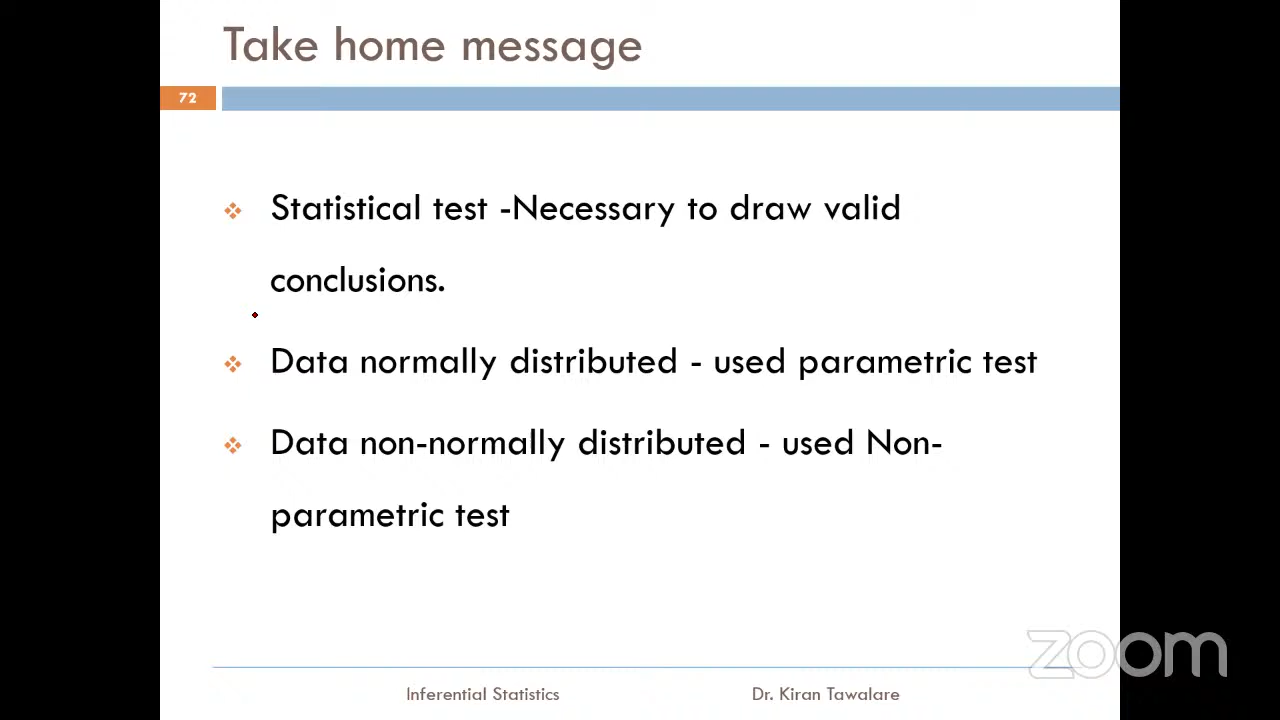 Take home message
72
Statistical test -Necessary to draw valid
conclusions.
Data normally distributed - used parametric test
Data non-normally distributed - used Non-
parametric test
zoom
Inferential Statistics
Dr. Kiran Tawalare